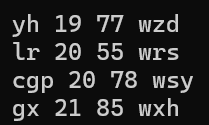 yh 19 77 wzd
lr 20 55 wrs
cgp 20 78 wsy
gx 21 85 wxh